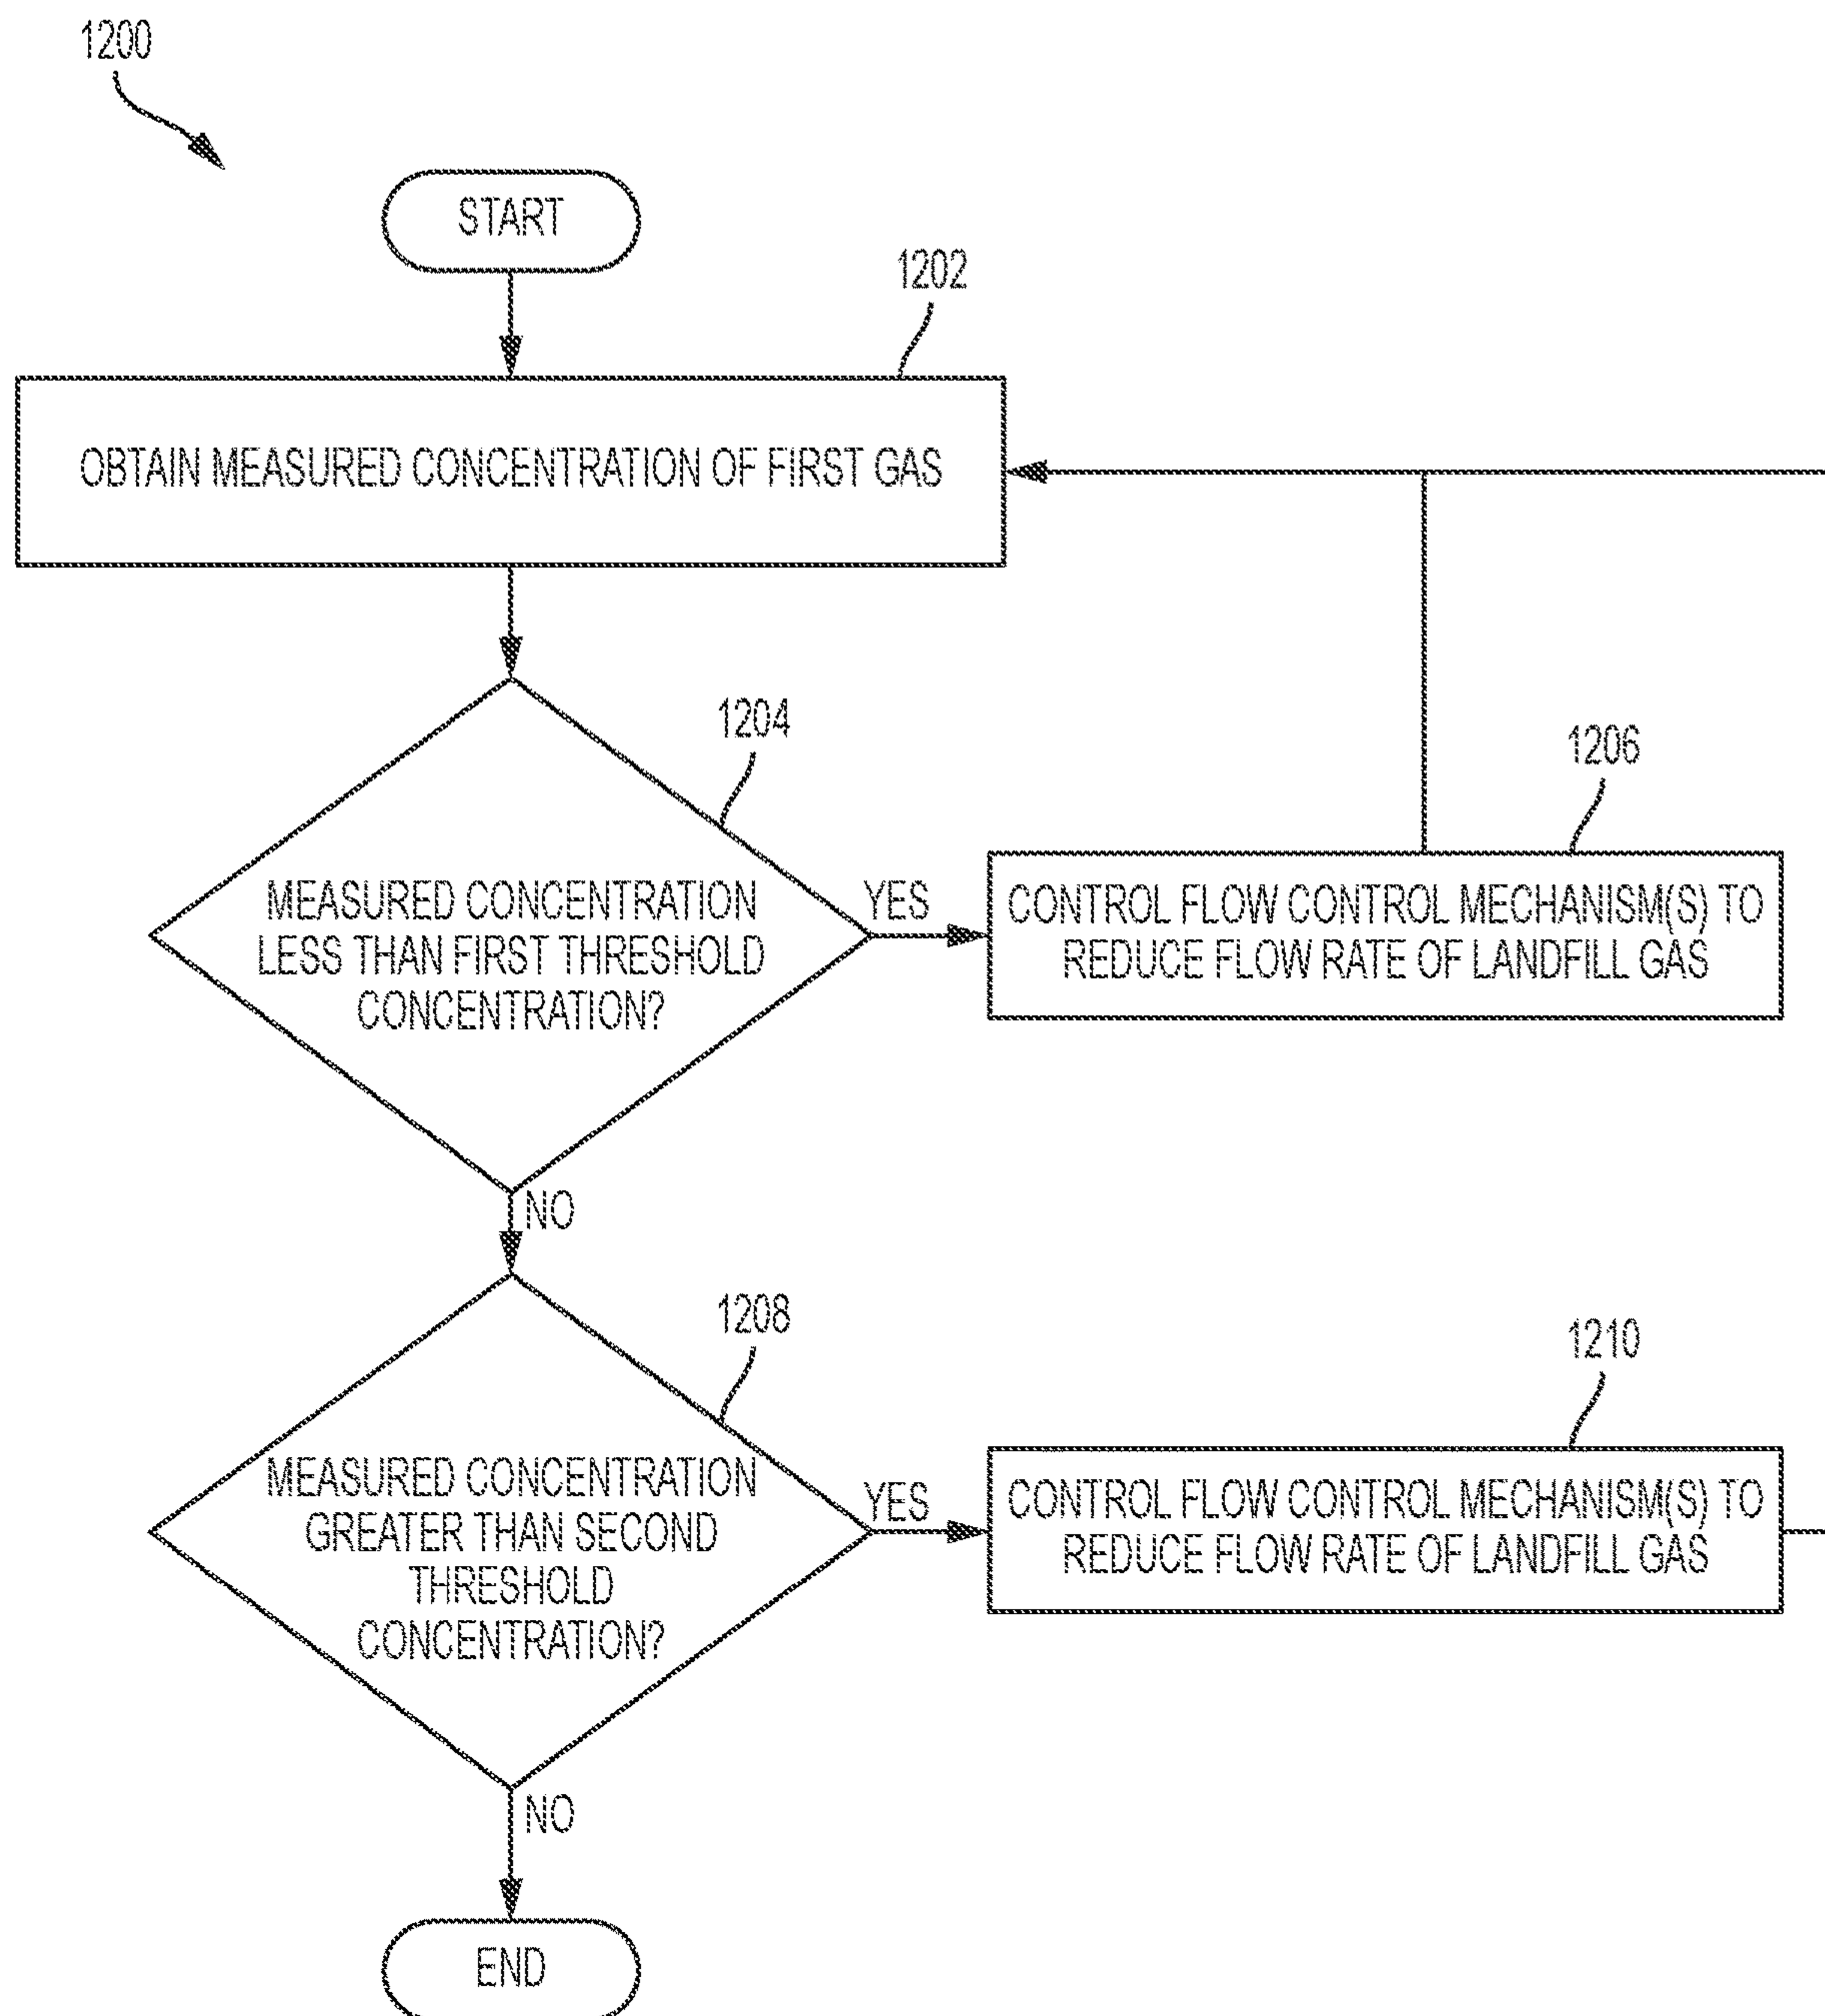 1200
START
1202
OBTAIN MEASURED CONCENTRATION OF FIRST GAS
1204
MEASURED CONCENTRATION
LESS THAN FIRST THRESHOLD
CONCENTRATION?
YES
1206
CONTROL FLOW CONTROL MECHANISM(S) TO
REDUCE FLOW RATE OF LANDFILL GAS
NO
1208
MEASURED CONCENTRATION
GREATER THAN SECOND
THRESHOLD
CONCENTRATION?
YES
1210
CONTROL FLOW CONTROL MECHANISM(S) TO
REDUCE FLOW RATE OF LANDFILL GAS
NO
END